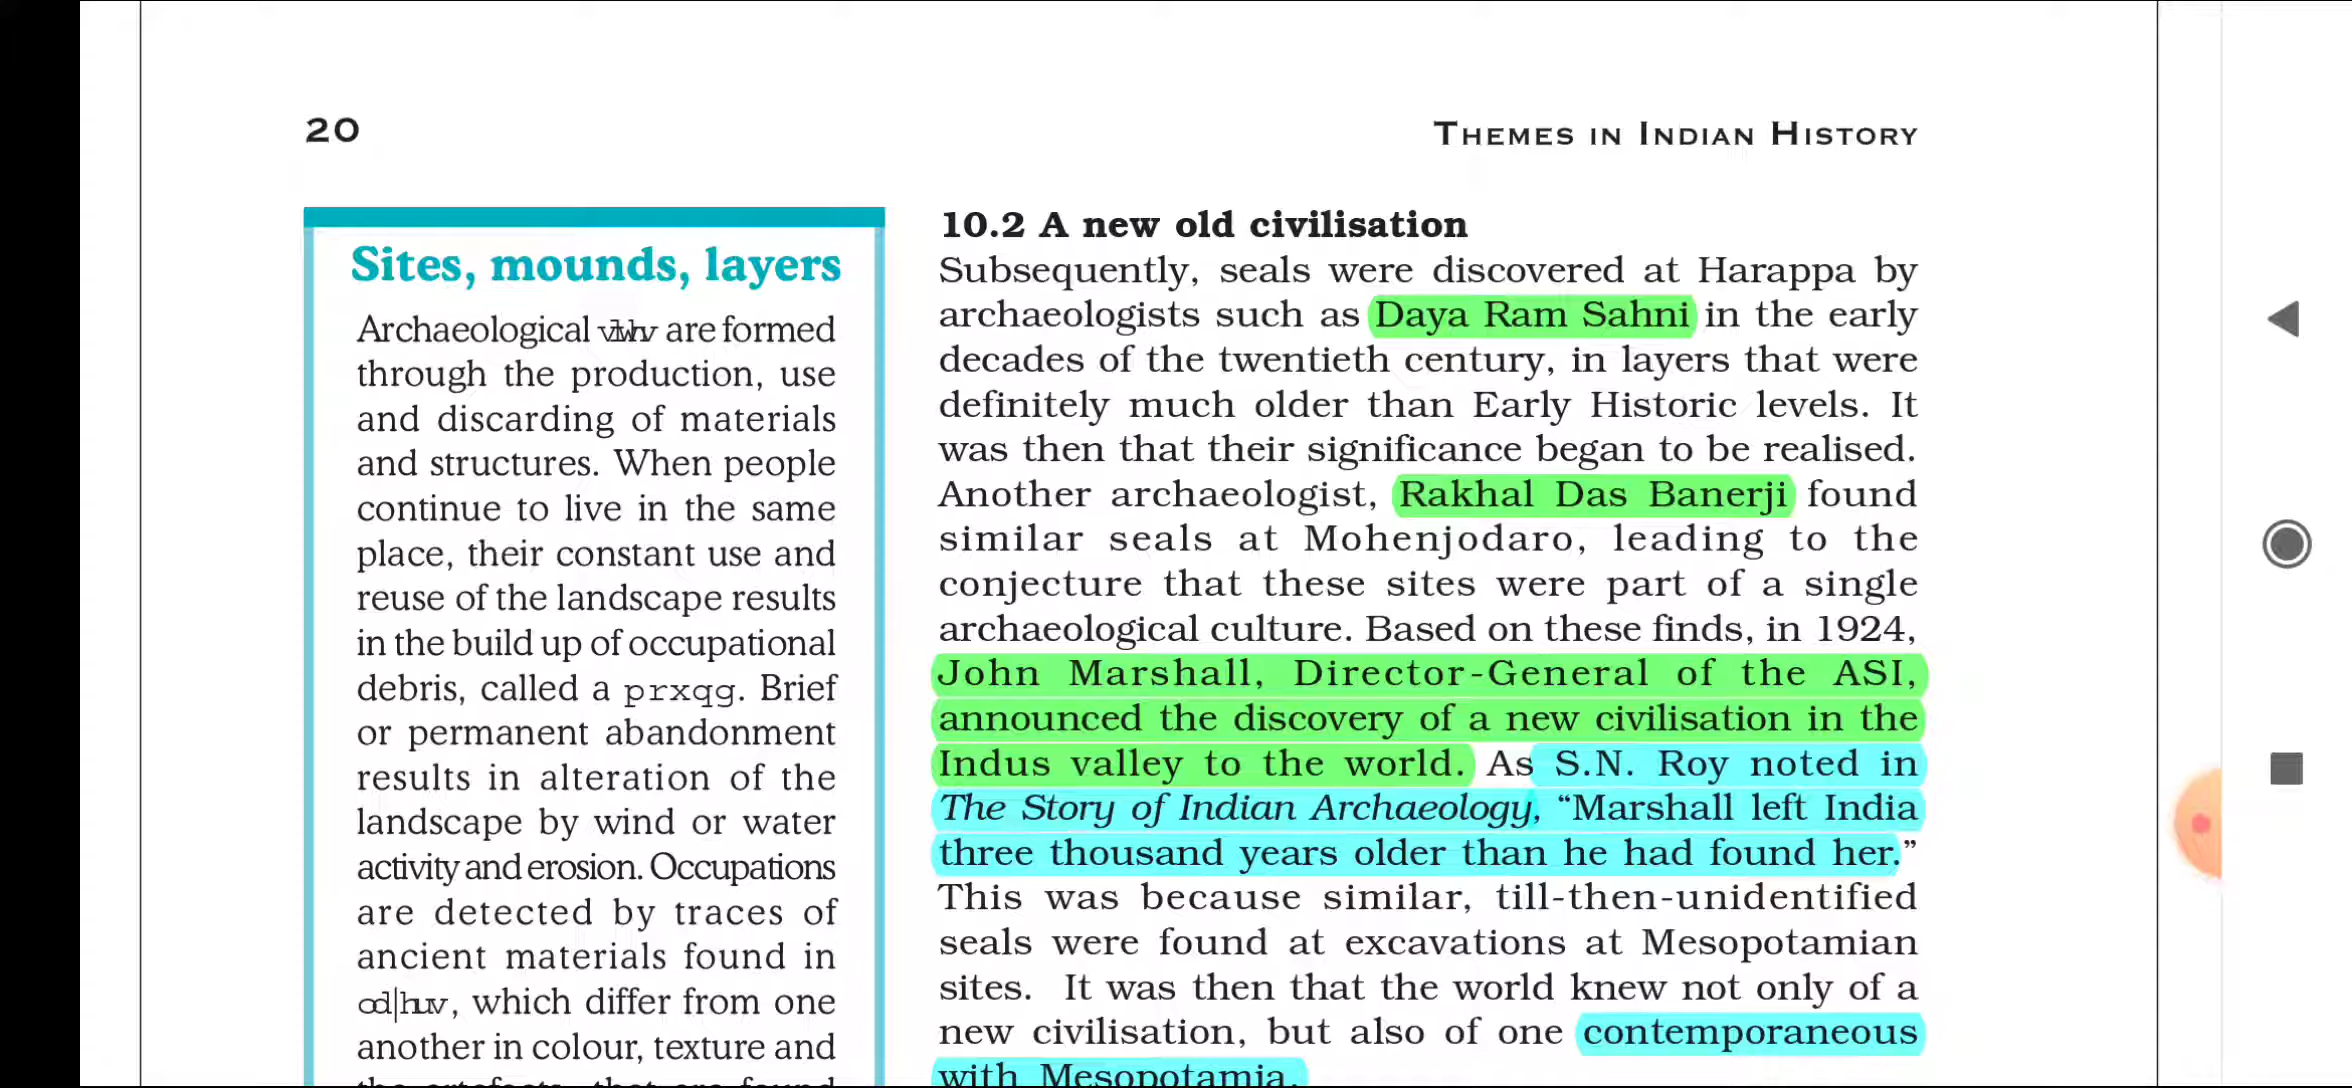 20
THEMES IN INDIAN HISTORY
Sites, mounds, layers
Archaeological are formed
through the production, use
and discarding of materials
and structures. When people
continue to live in the same
place, their constant use and
reuse of the landscape results
in the build up of occupational
debris, called a prxqg. Brief
or permanent abandonment
results in alteration of the
landscape by wind or water
activity and erosion. Occupations
are detected by traces of
ancient materials found in
od|huv, which differ from one
another in colour, texture and
the artefacts that are found
10.2 A new old civilisation
Subsequently, seals were discovered at Harappa by
archaeologists such as Daya Ram Sahni in the early
decades of the twentieth century, in layers that were
definitely much older than Early Historic levels. It
was then that their significance began to be realised.
Another archaeologist, Rakhal Das Banerji found
similar seals at Mohenjodaro, leading to the
conjecture that these sites were part of a single
archaeological culture. Based on these finds, in 1924,
John Marshall, Director-General of the ASI,
announced the discovery of a new civilisation in the
Indus valley to the world. As S.N. Roy noted in
The Story of Indian Archaeology, “Marshall left India
three thousand years older than he had found her.”
This was because similar, till-then-unidentified
seals were found at excavations at Mesopotamian
sites. It was then that the world knew not only of a
new civilisation, but also of one contemporaneous
with Mesopotamia.